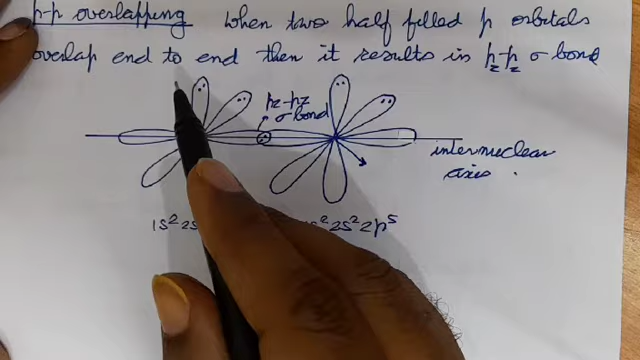 p-p overlapping When two half filled p orbitals
overlap end to end then it results in pz-pz σ bond
pz-pz
σ bond
internuclear
axis .
1s² 2s
s² 2s² 2p⁵